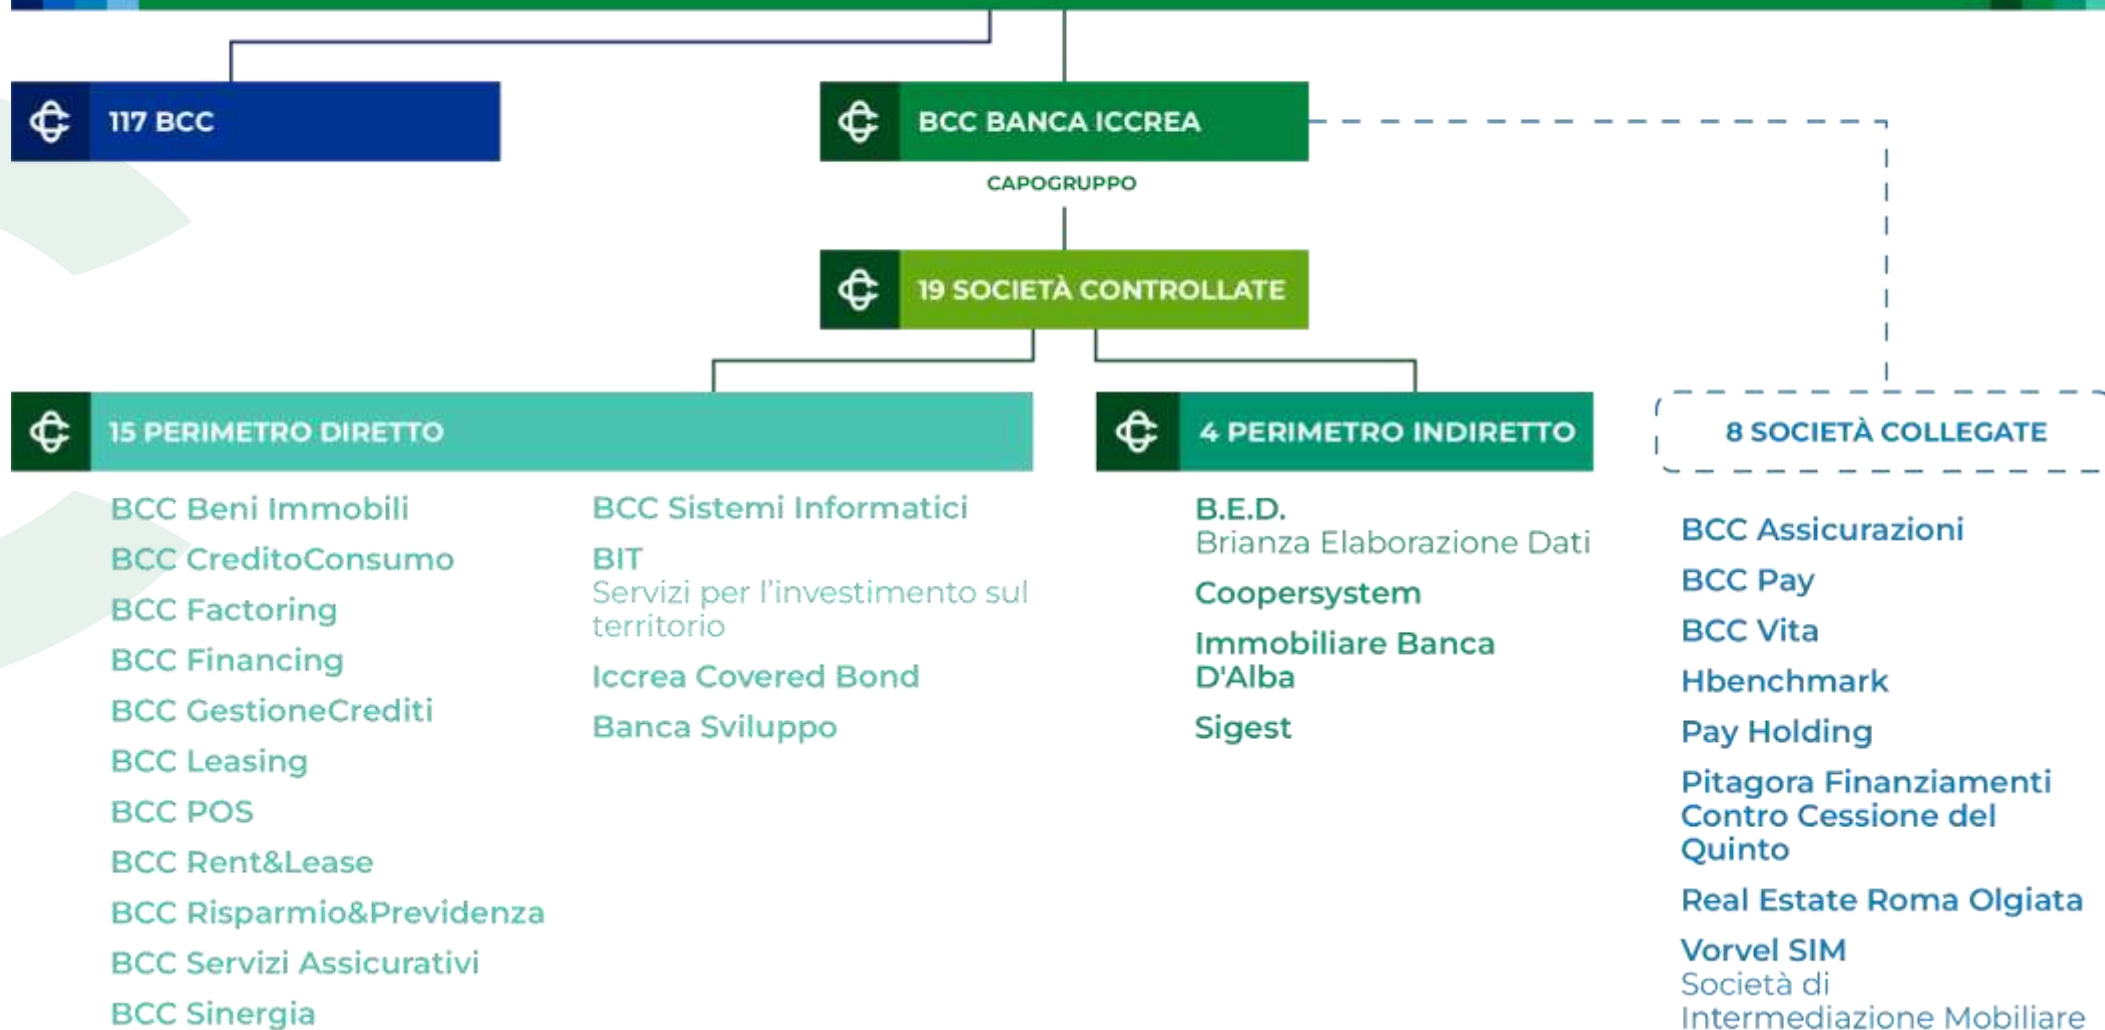 117 BCC
BCC BANCA ICCREA
CAPOGRUPPO
19 SOCIETÀ CONTROLLATE
15 PERIMETRO DIRETTO
BCC Beni Immobili
BCC CreditoConsumo
BCC Factoring
BCC Financing
BCC GestioneCrediti
BCC Leasing
BCC POS
BCC Rent&Lease
BCC Risparmio&Previdenza
BCC Servizi Assicurativi
BCC Sinergia
BCC Sistemi Informatici
BIT
Servizi per l'investimento sul
territorio
Iccrea Covered Bond
Banca Sviluppo
4 PERIMETRO INDIRETTO
B.E.D.
Brianza Elaborazione Dati
Coopersystem
Immobiliare Banca
D'Alba
Sigest
8 SOCIETÀ COLLEGATE
BCC Assicurazioni
BCC Pay
BCC Vita
Hbenchmark
Pay Holding
Pitagora Finanziamenti
Contro Cessione del
Quinto
Real Estate Roma Olgiata
Vorvel SIM
Società di
Intermediazione Mobiliare